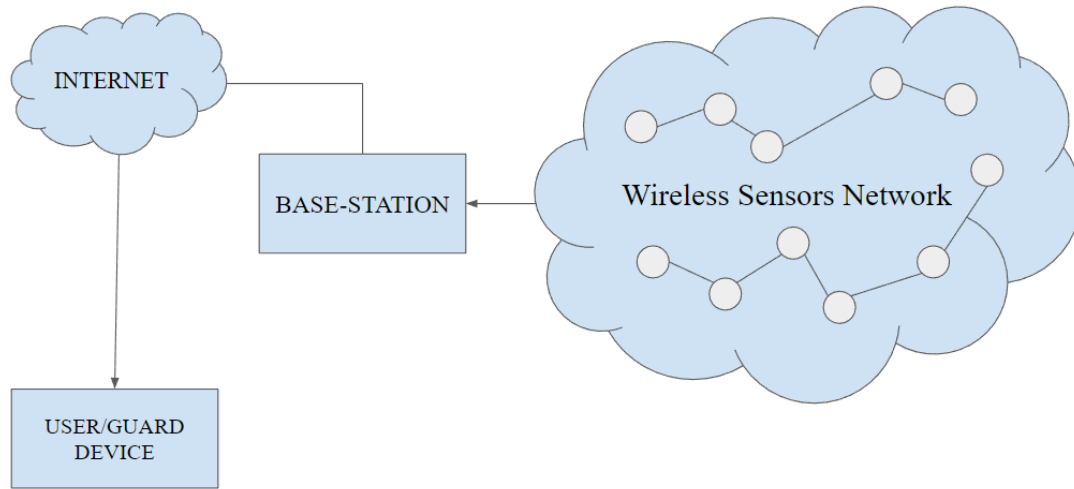 INTERNET
BASE-STATION
Wireless Sensors Network
USER/GUARD
DEVICE